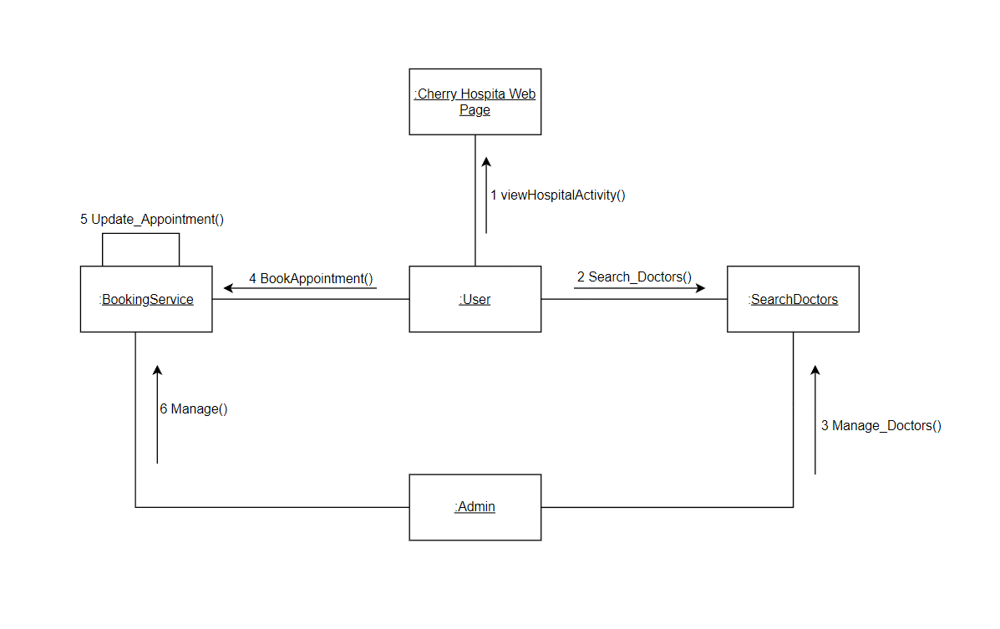 :Cherry Hospita Web
Page
1 viewHospitalActivity()
5 Update_Appointment()
4 BookAppointment()
2 Search_Doctors()
:BookingService
:User
:SearchDoctors
6 Manage()
3 Manage_Doctors()
:Admin